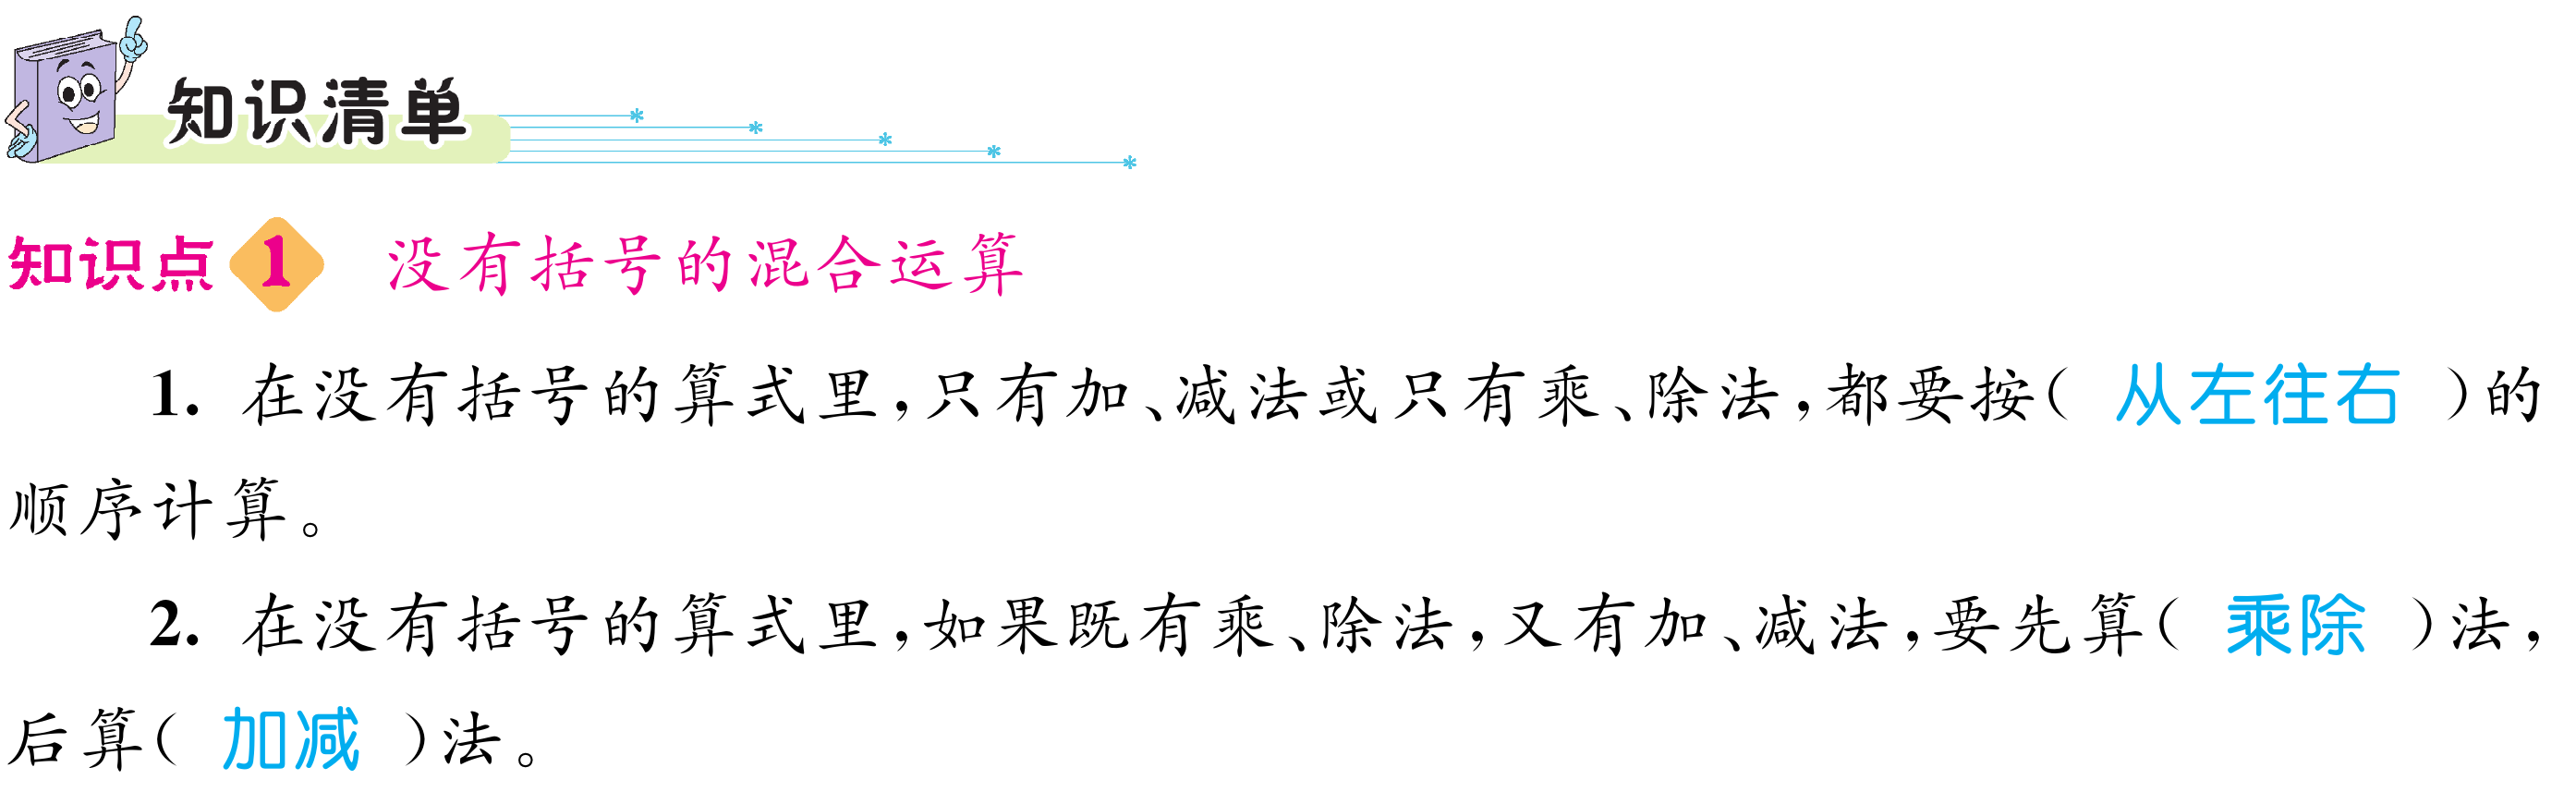 知识清单
知识点 1 没有括号的混合运算
1. 在没有括号的算式里,只有加、减法或只有乘、除法,都要按( 从左往右 )的
顺序计算。
2. 在没有括号的算式里,如果既有乘、除法,又有加、减法,要先算( 乘除 )法,
后算( 加减 )法。